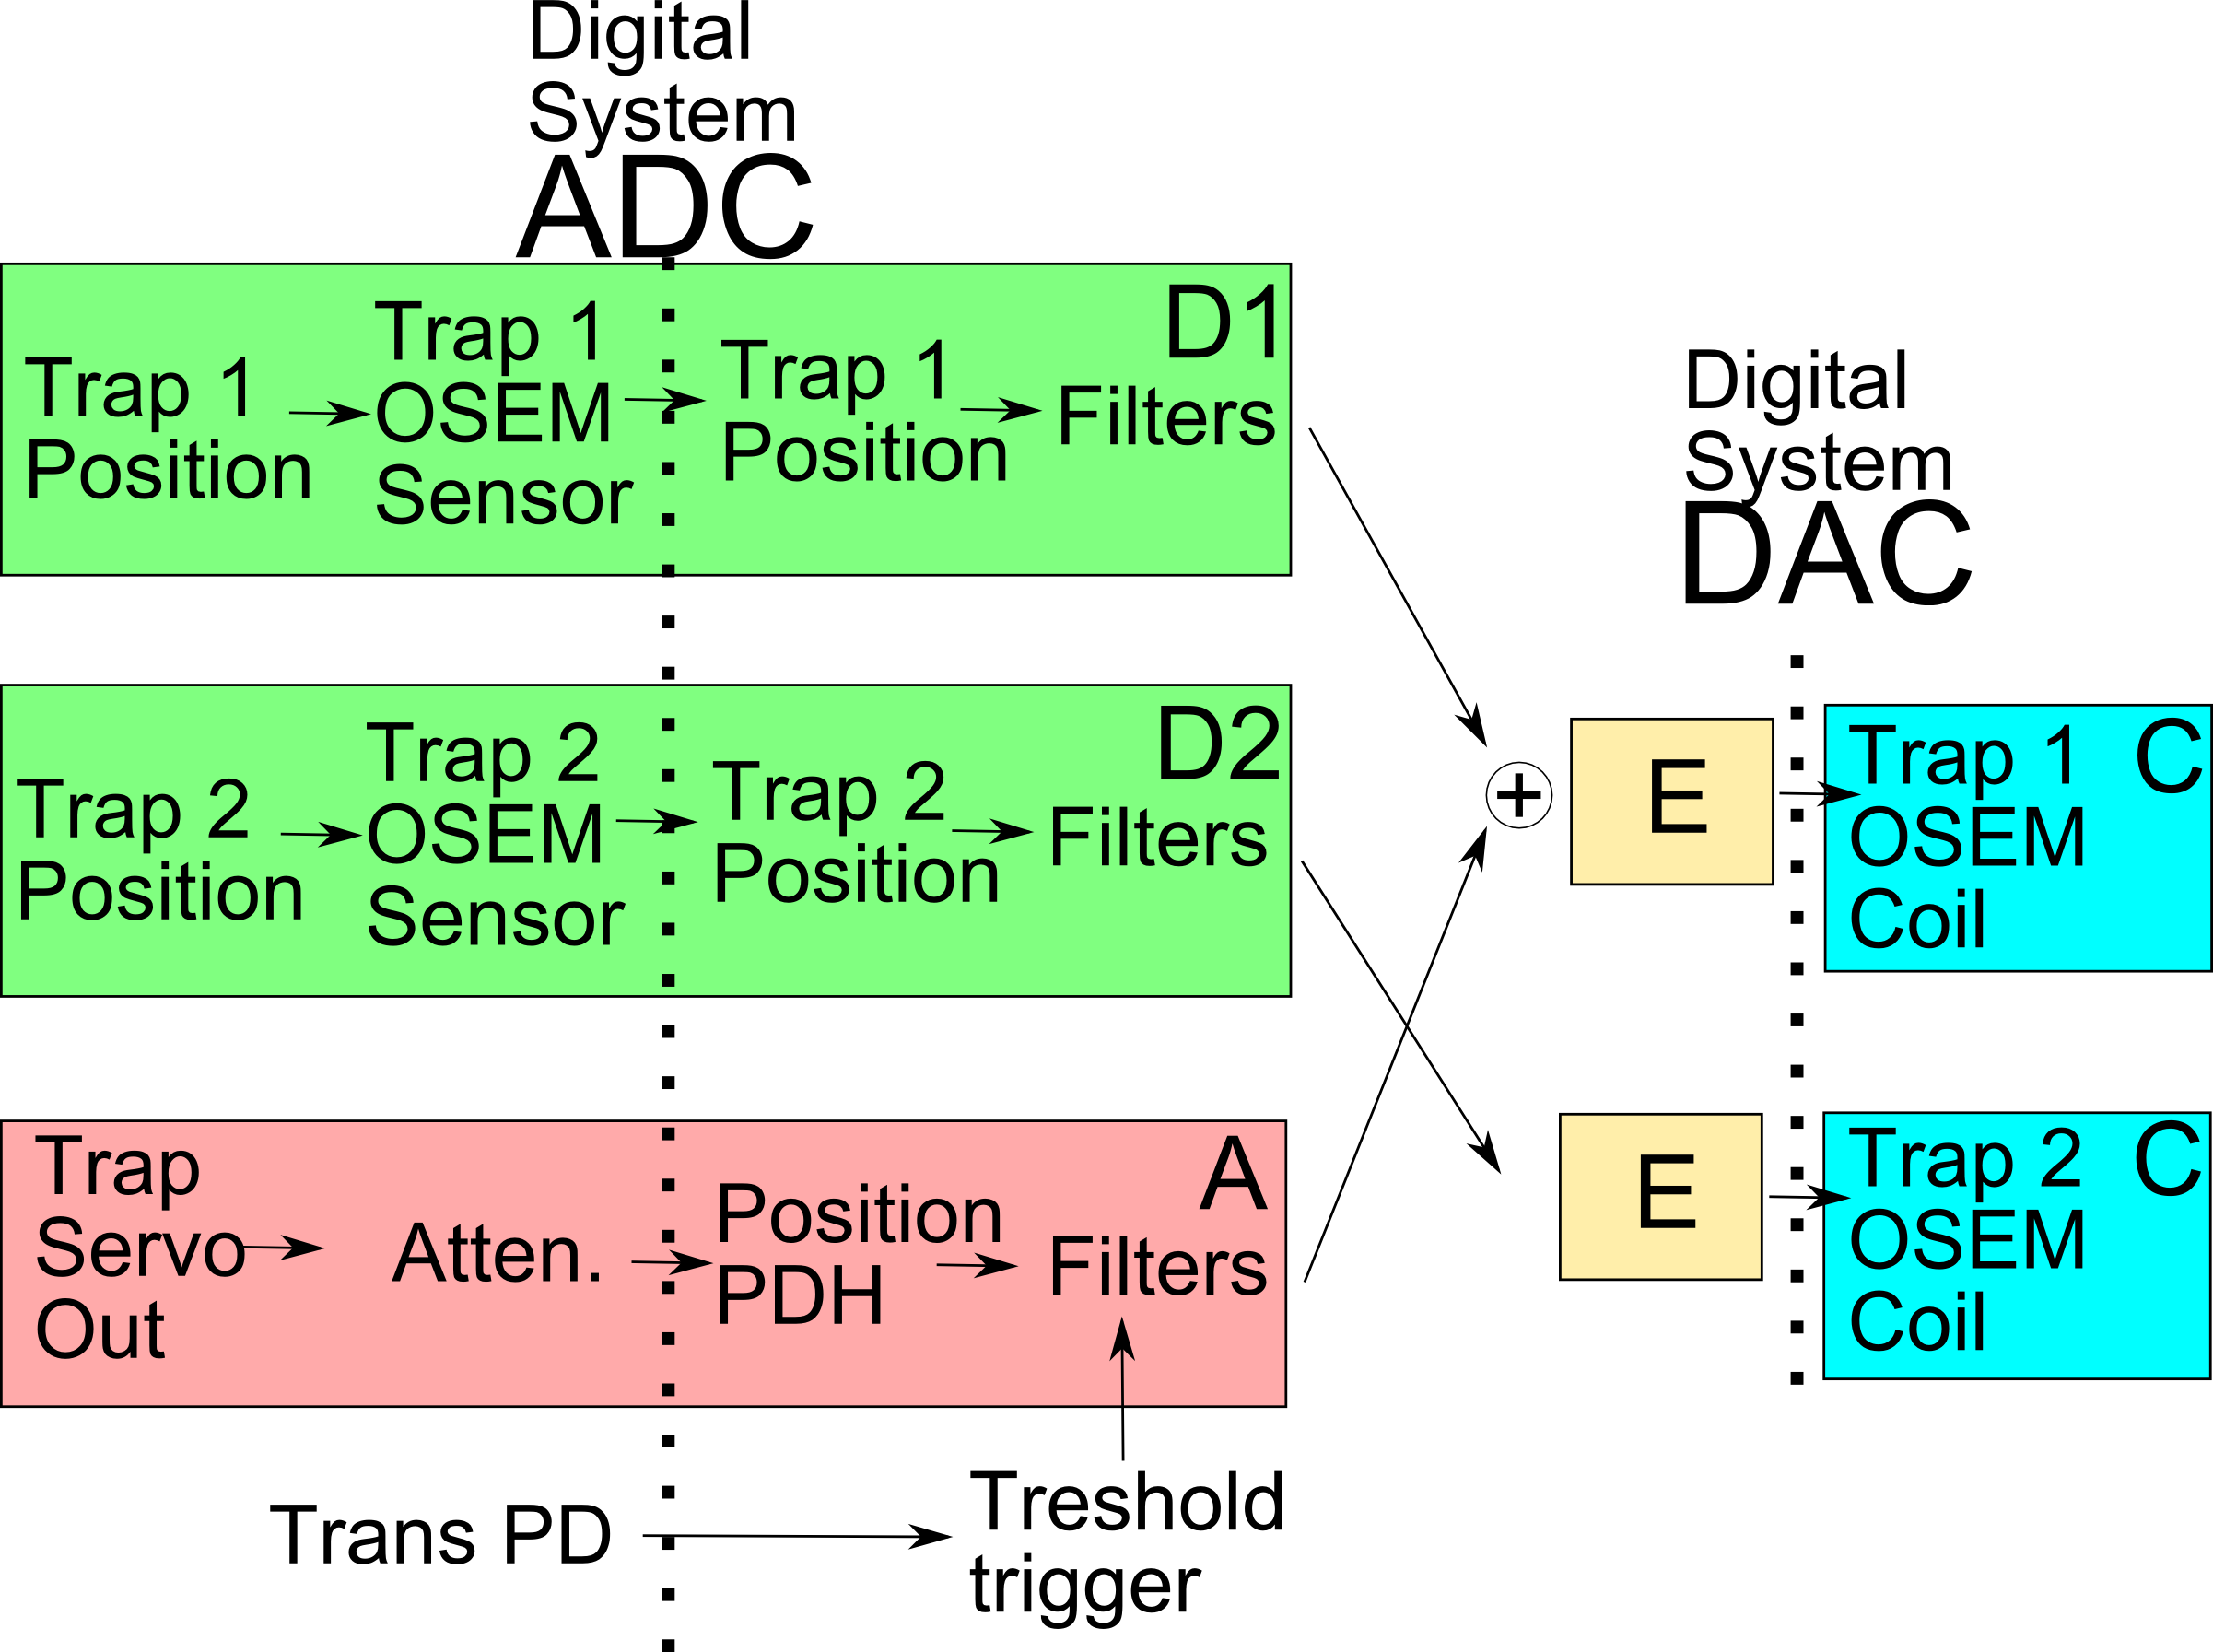 Digital
System
ADC
D1
Trap 1
Position
Trap 1
OSEM
Sensor
Trap 1
Position
Filters
D2
Trap 2
Position
Trap 2
OSEM
Sensor
Trap 2
Position
Filters
A
Trap
Servo
Out
Atten.
Position
PDH
Filters
Trans PD
Treshold
trigger
+
Digital
System
DAC
E
Trap 1
OSEM
Coil
C
E
Trap 2
OSEM
Coil
C